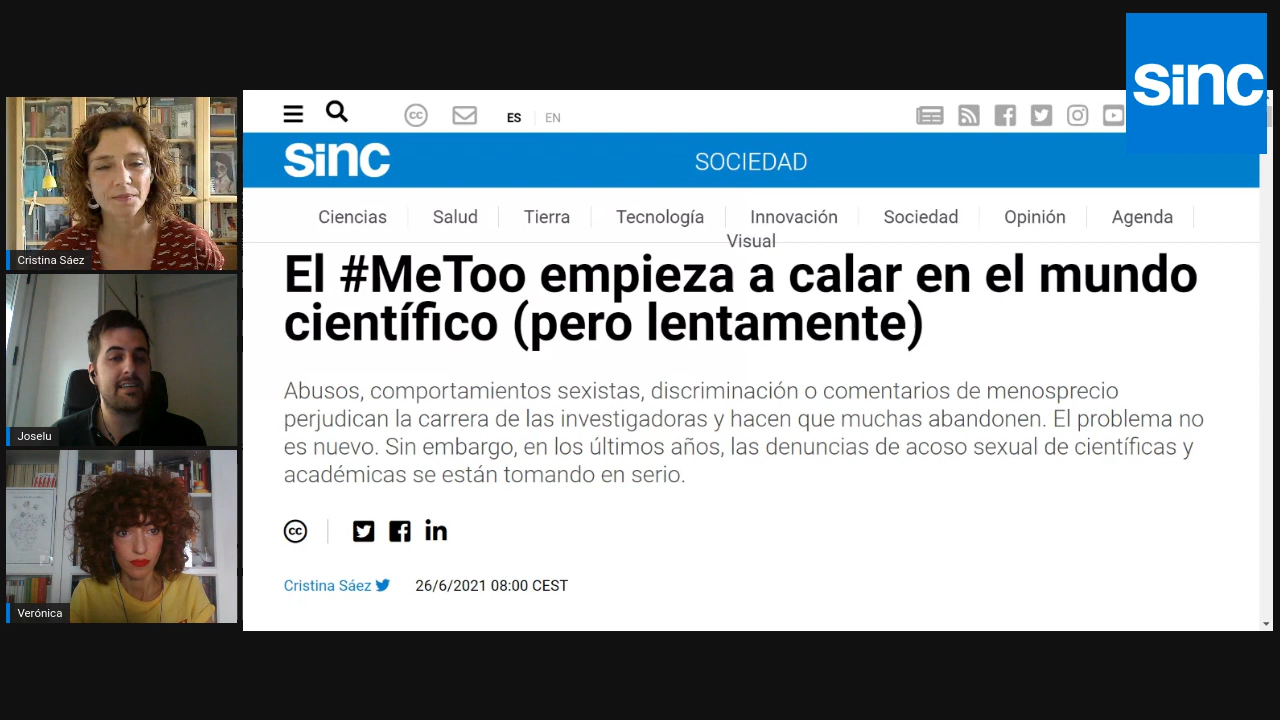 sinc
cc
ES
EN
sinc
SOCIEDAD
Ciencias
Salud
Tierra
Tecnología
Innovación
Sociedad
Opinión
Agenda
Visual
El #MeToo empieza a calar en el mundo
científico (pero lentamente)
Abusos, comportamientos sexistas, discriminación o comentarios de menosprecio
perjudican la carrera de las investigadoras y hacen que muchas abandonen. El problema no
es nuevo. Sin embargo, en los últimos años, las denuncias de acoso sexual de científicas y
académicas se están tomando en serio.
cc
in
Cristina Sáez
26/6/2021 08:00 CEST
Cristina Sáez
Joselu
Verónica